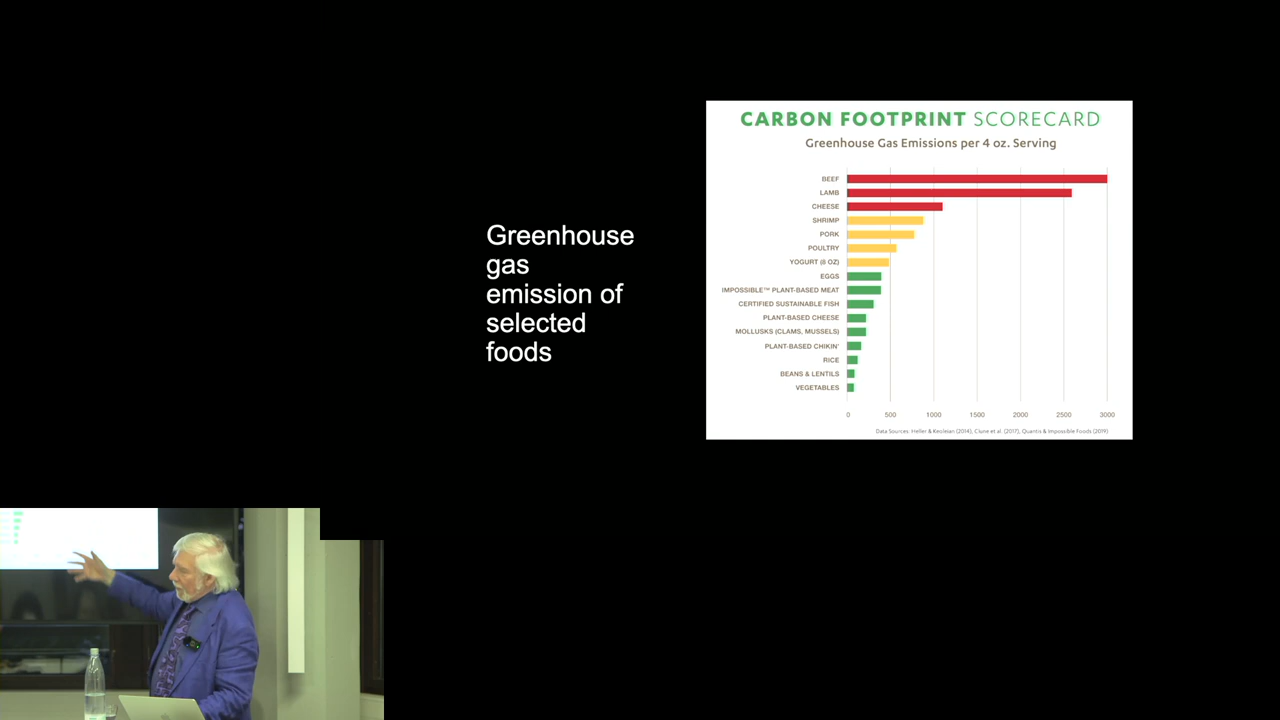 Greenhouse
gas
emission of
selected
foods
CARBON FOOTPRINT SCORECARD
Greenhouse Gas Emissions per 4 oz. Serving
BEEF
LAMB
CHEESE
SHRIMP
PORK
POULTRY
YOGURT (8 OZ)
EGGS
IMPOSSIBLE™ PLANT-BASED MEAT
CERTIFIED SUSTAINABLE FISH
PLANT-BASED CHEESE
MOLLUSKS (CLAMS, MUSSELS)
PLANT-BASED CHIKIN'
RICE
BEANS & LENTILS
VEGETABLES
0 500 1000 1500 2000 2500 3000
Data Sources: Heller & Keoleian (2014), Clune et al. (2017), Quantis & Impossible Foods (2019)